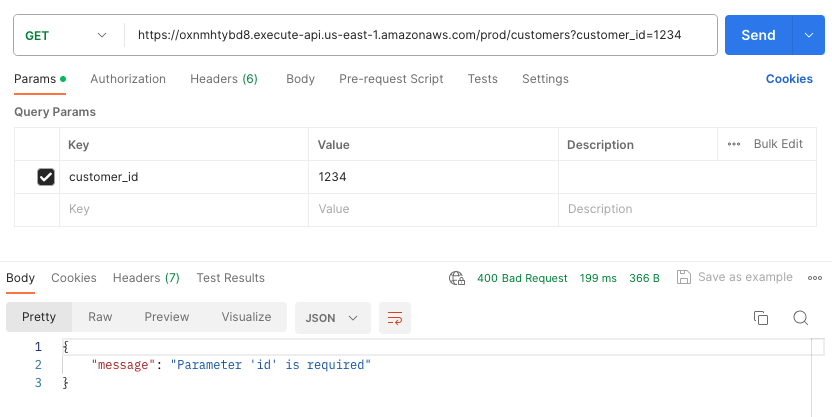 GET https://oxnmhtybd8.execute-api.us-east-1.amazonaws.com/prod/customers?customer_id=1234 Send
Params Authorization Headers (6) Body Pre-request Script Tests Settings Cookies
Query Params
Key Value Description ••• Bulk Edit
customer_id 1234
Key Value Description
Body Cookies Headers (7) Test Results 400 Bad Request 199 ms 366 B Save as example
Pretty Raw Preview Visualize JSON
1 {
2 "message": "Parameter 'id' is required"
3 }